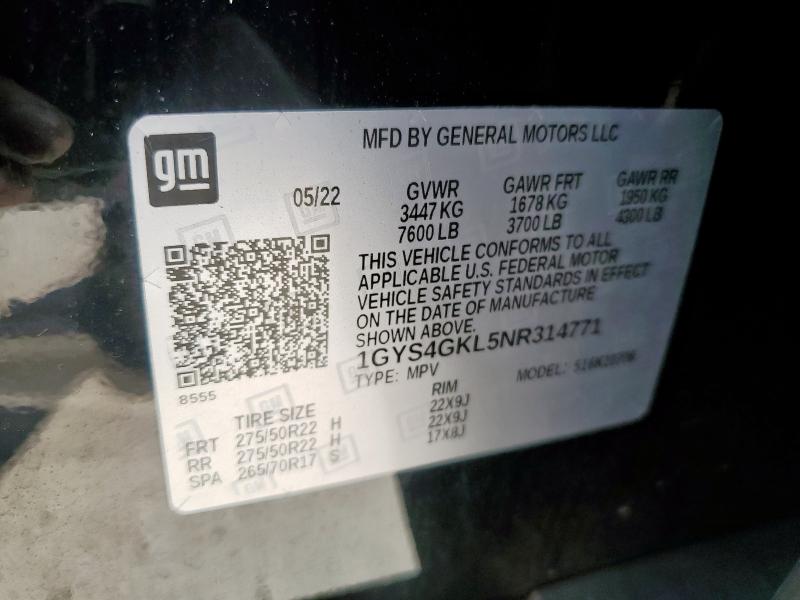 gm
MFD BY GENERAL MOTORS LLC
05/22
GVWR
3447 KG
7600 LB
GAWR FRT
1678 KG
3700 LB
GAWR RR
1950 KG
4300 LB
THIS VEHICLE CONFORMS TO ALL
APPLICABLE U.S. FEDERAL MOTOR
VEHICLE SAFETY STANDARDS IN EFFECT
ON THE DATE OF MANUFACTURE
SHOWN ABOVE.
1GYS4GKL5NR314771
TYPE: MPV
MODEL:
8555
TIRE SIZE RIM
FRT 275/50R22 H 22X9J
RR 275/50R22 H 22X9J
SPA 265/70R17 S 17X8J